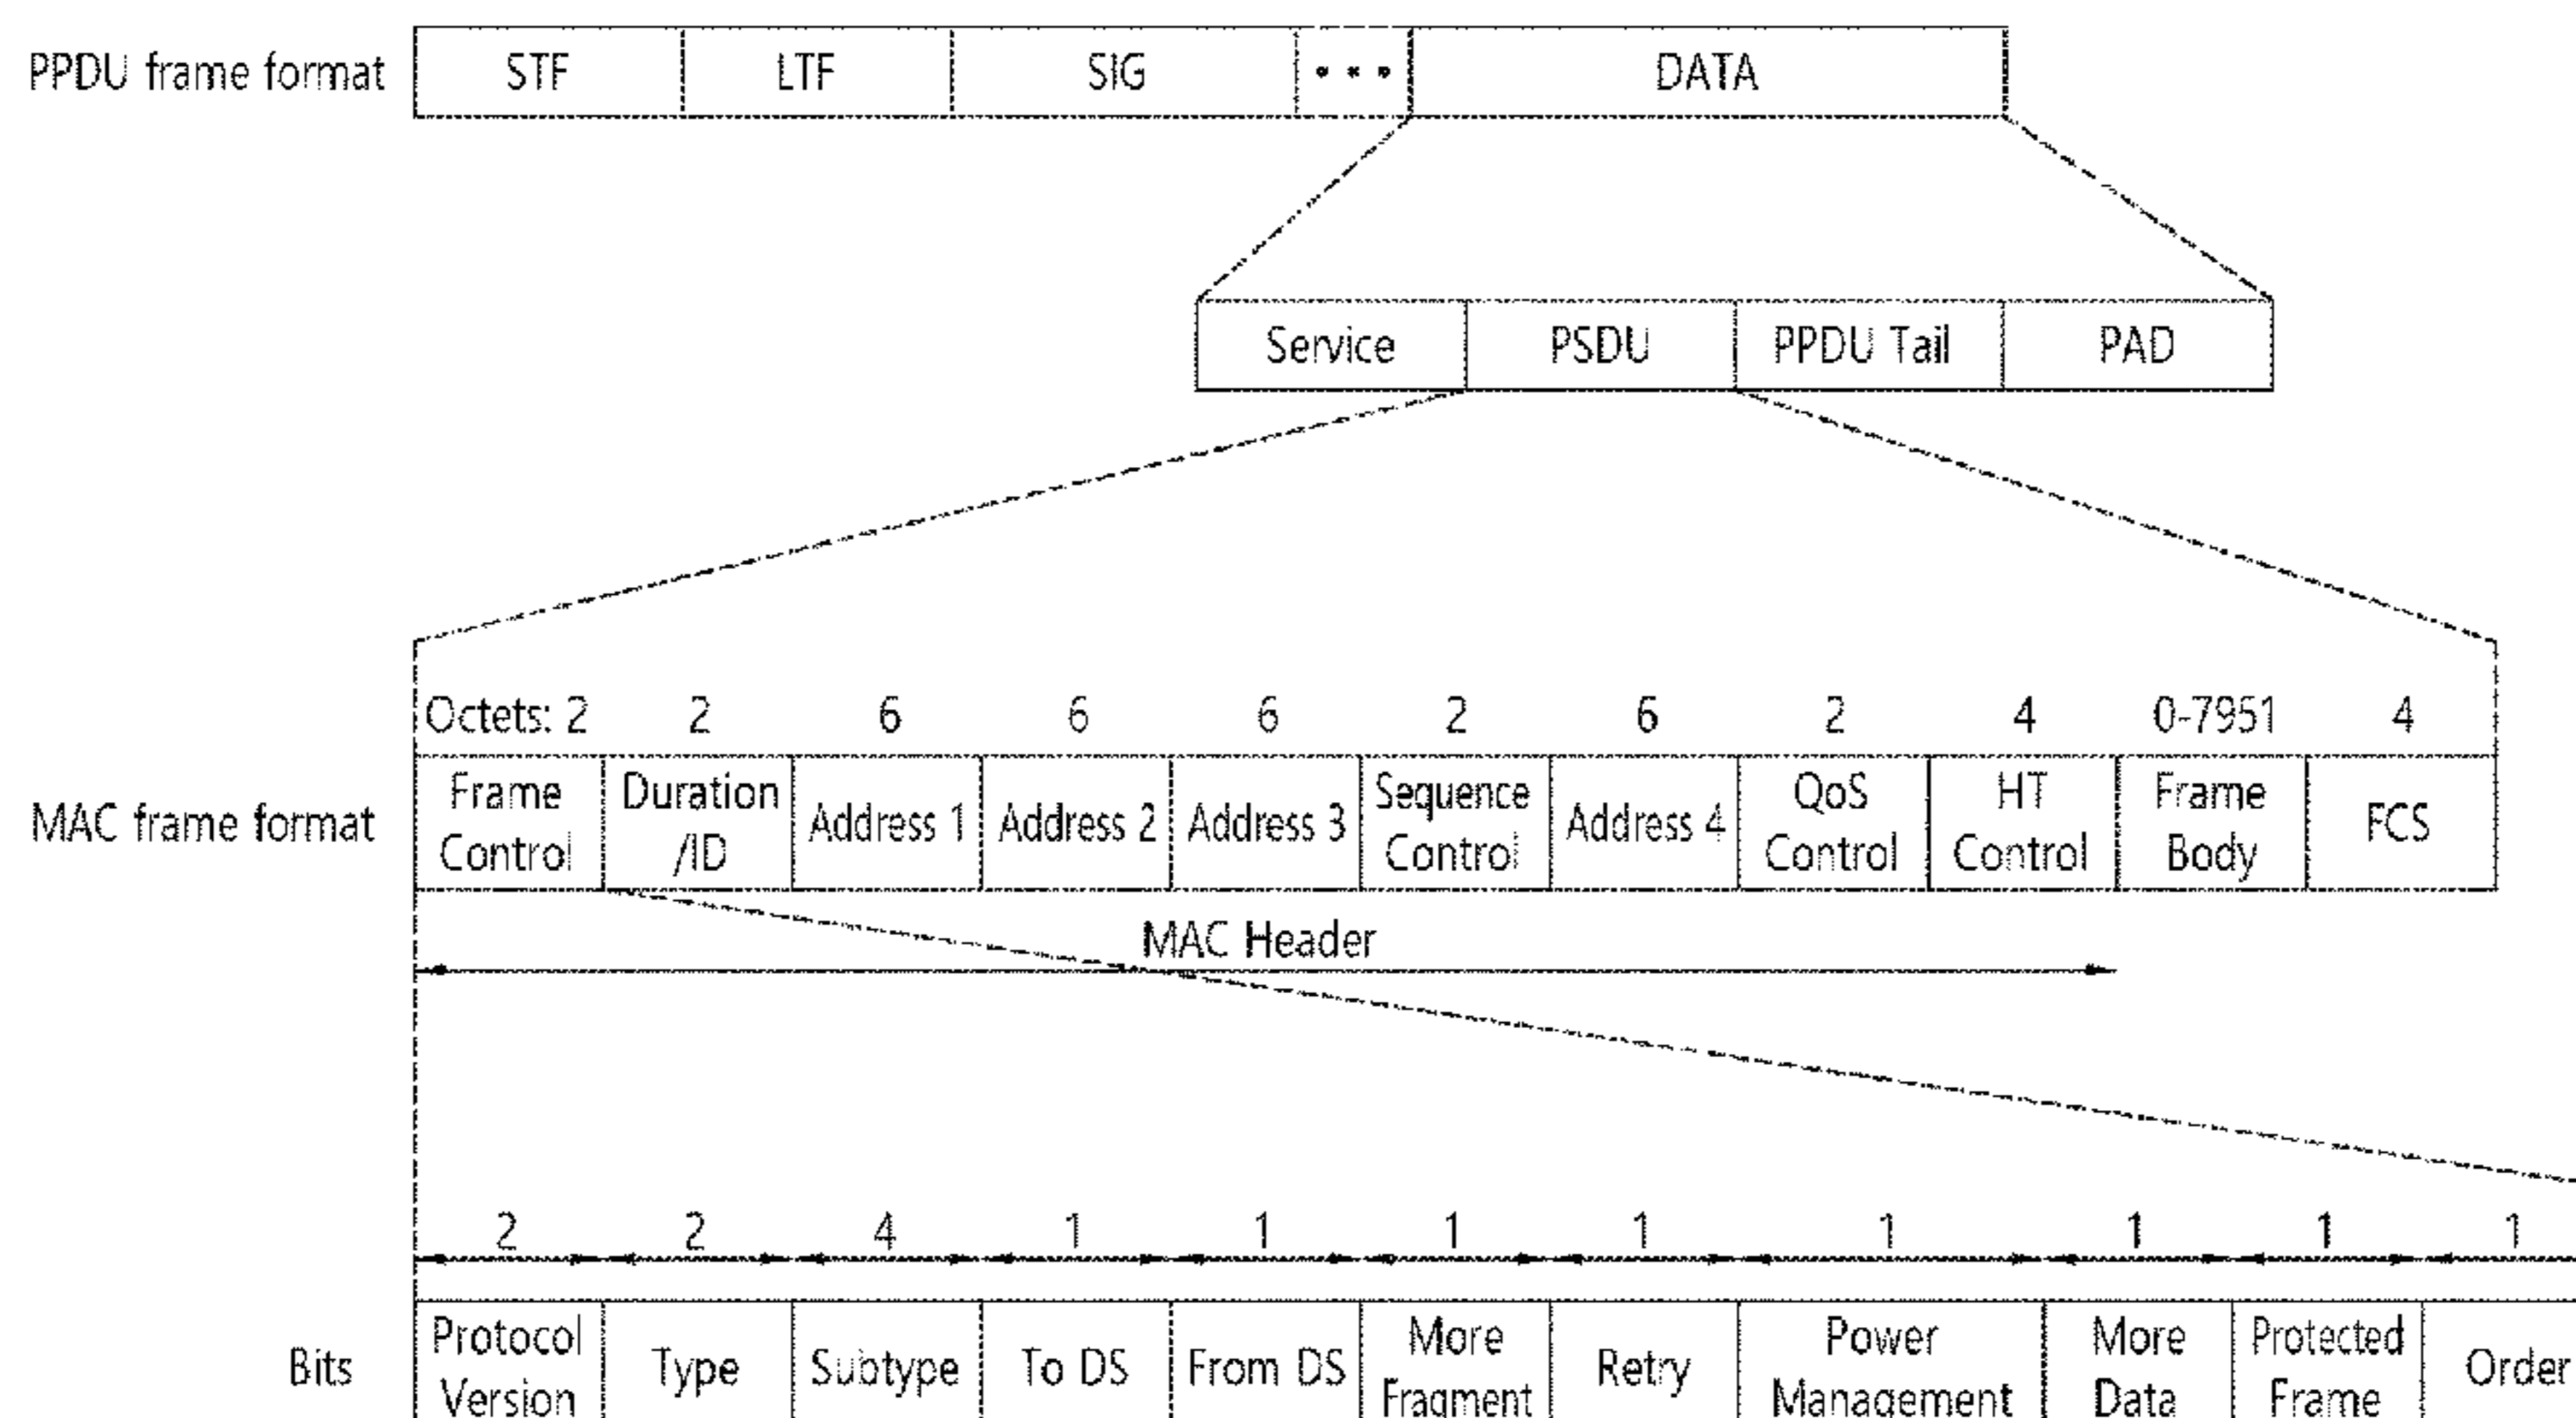 PPDU frame format STF LTF SIG ••• DATA
Service PSDU PPDU Tail PAD
Octets: 2 2 6 6 6 2 6 2 4 0-7951 4
MAC frame format Frame Control Duration /ID Address 1 Address 2 Address 3 Sequence Control Address 4 QoS Control HT Control Frame Body FCS
MAC Header
2 2 4 1 1 1 1 1 1 1 1
Bits Protocol Version Type Subtype To DS From DS More Fragment Retry Power Management More Data Protected Frame Order